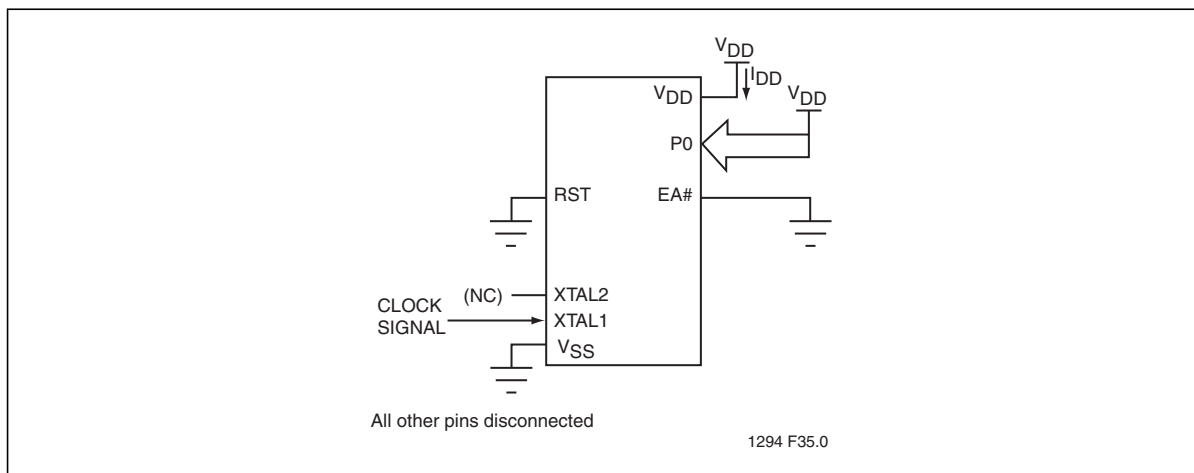 VDD
IDD
VDD
VDD
P0
RST
EA#
(NC)
XTAL2
CLOCK
SIGNAL
XTAL1
VSS
All other pins disconnected
1294 F35.0